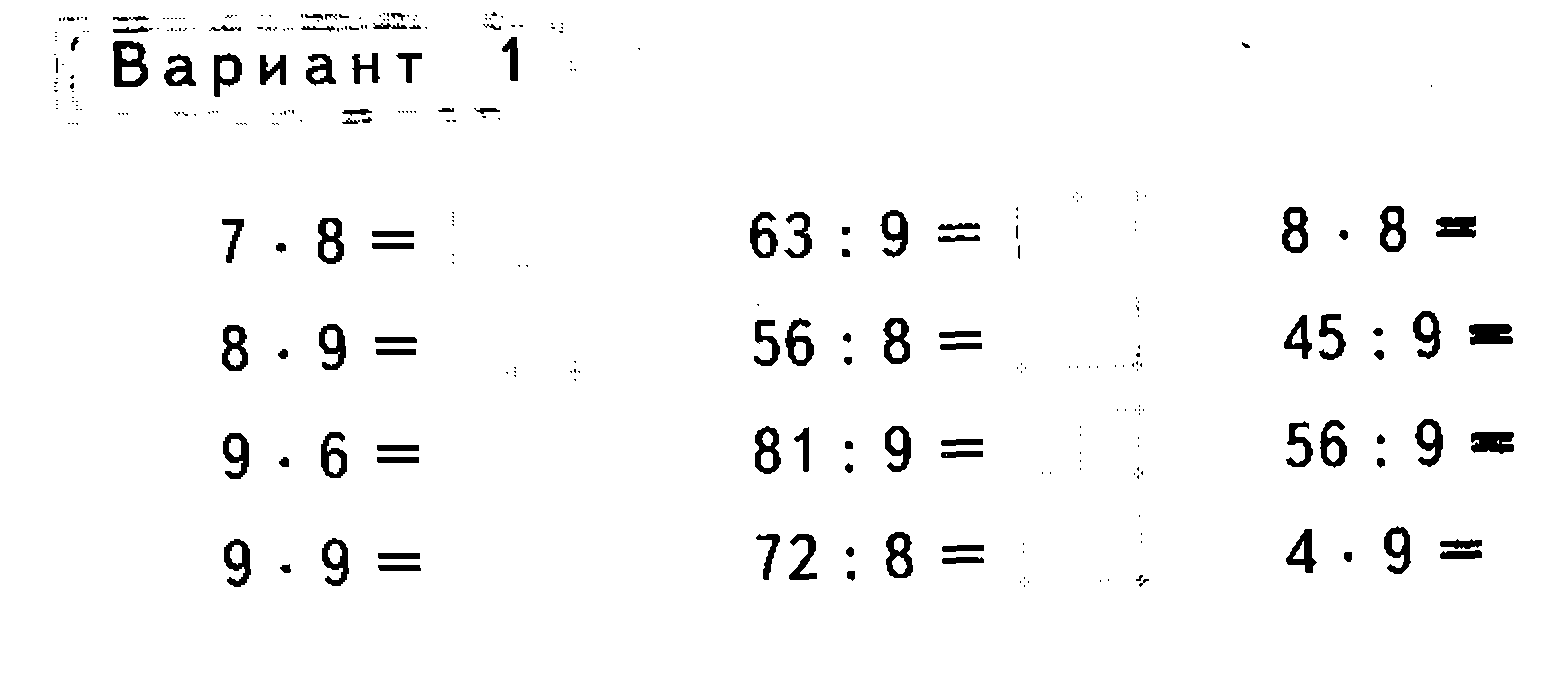 Вариант 1
7 · 8 = 63 : 9 = 8 · 8 =
8 · 9 = 56 : 8 = 45 : 9 =
9 · 6 = 81 : 9 = 56 : 9 =
9 · 9 = 72 : 8 = 4 · 9 =